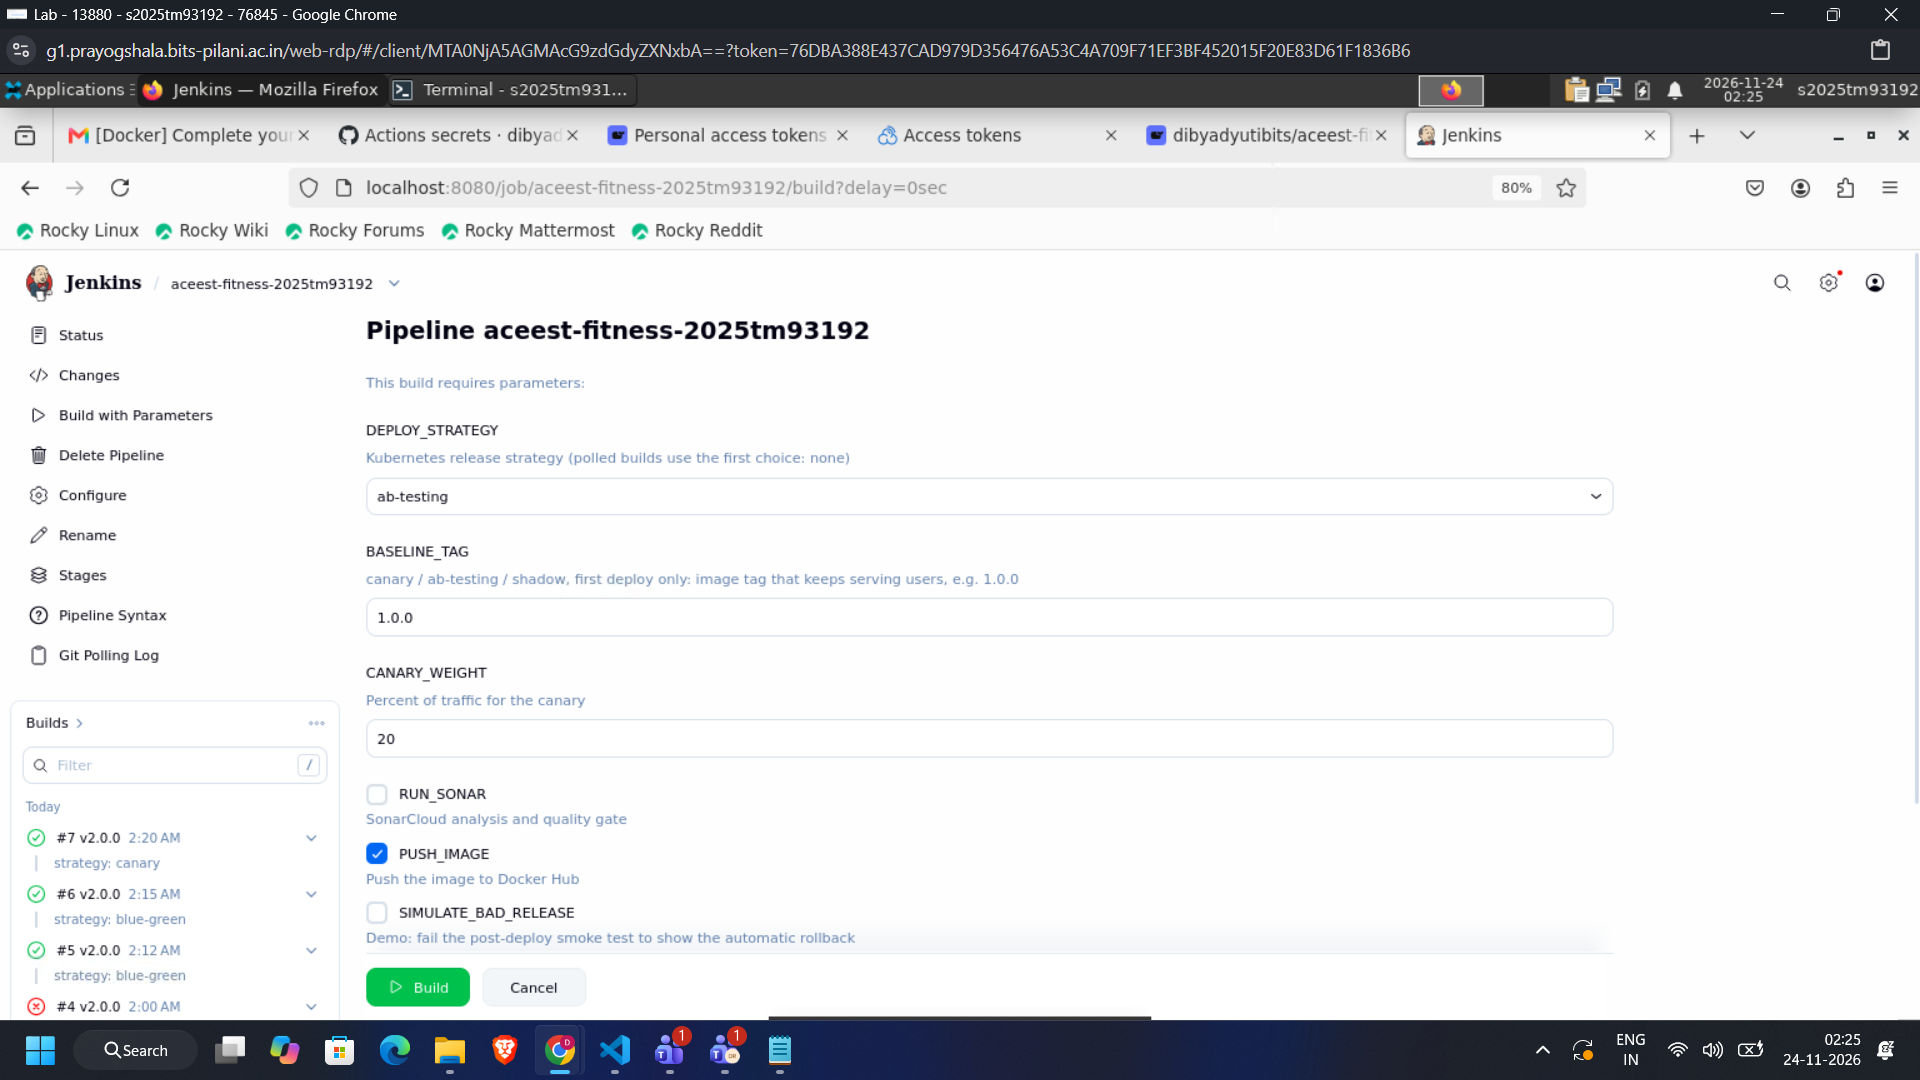 Lab - 13880 - s2025tm93192 - 76845 - Google Chrome
g1.prayogshala.bits-pilani.ac.in/web-rdp/#/client/MTA0NjA5AGMAcG9zdGdyZXNxbA==?token=76DBA388E437CAD979D356476A53C4A709F71EF3BF452015F20E83D61F1836B6
Applications Jenkins — Mozilla Firefox Terminal - s2025tm931... 2026-11-24 s2025tm93192
02:25
[Docker] Complete your Actions secrets · dibyad Personal access tokens Access tokens dibyadyutibits/aceest-fi Jenkins
localhost:8080/job/aceest-fitness-2025tm93192/build?delay=0sec 80%
Rocky Linux Rocky Wiki Rocky Forums Rocky Mattermost Rocky Reddit
Jenkins / aceest-fitness-2025tm93192
Status
Changes
Build with Parameters
Delete Pipeline
Configure
Rename
Stages
Pipeline Syntax
Git Polling Log
Builds
Filter /
Today
#7 v2.0.0 2:20 AM
strategy: canary
#6 v2.0.0 2:15 AM
strategy: blue-green
#5 v2.0.0 2:12 AM
strategy: blue-green
#4 v2.0.0 2:00 AM
Pipeline aceest-fitness-2025tm93192
This build requires parameters:
DEPLOY_STRATEGY
Kubernetes release strategy (polled builds use the first choice: none)
ab-testing
BASELINE_TAG
canary / ab-testing / shadow, first deploy only: image tag that keeps serving users, e.g. 1.0.0
1.0.0
CANARY_WEIGHT
Percent of traffic for the canary
20
RUN_SONAR
SonarCloud analysis and quality gate
PUSH_IMAGE
Push the image to Docker Hub
SIMULATE_BAD_RELEASE
Demo: fail the post-deploy smoke test to show the automatic rollback
Build Cancel
Search 1 1 ENG 02:25
IN 24-11-2026